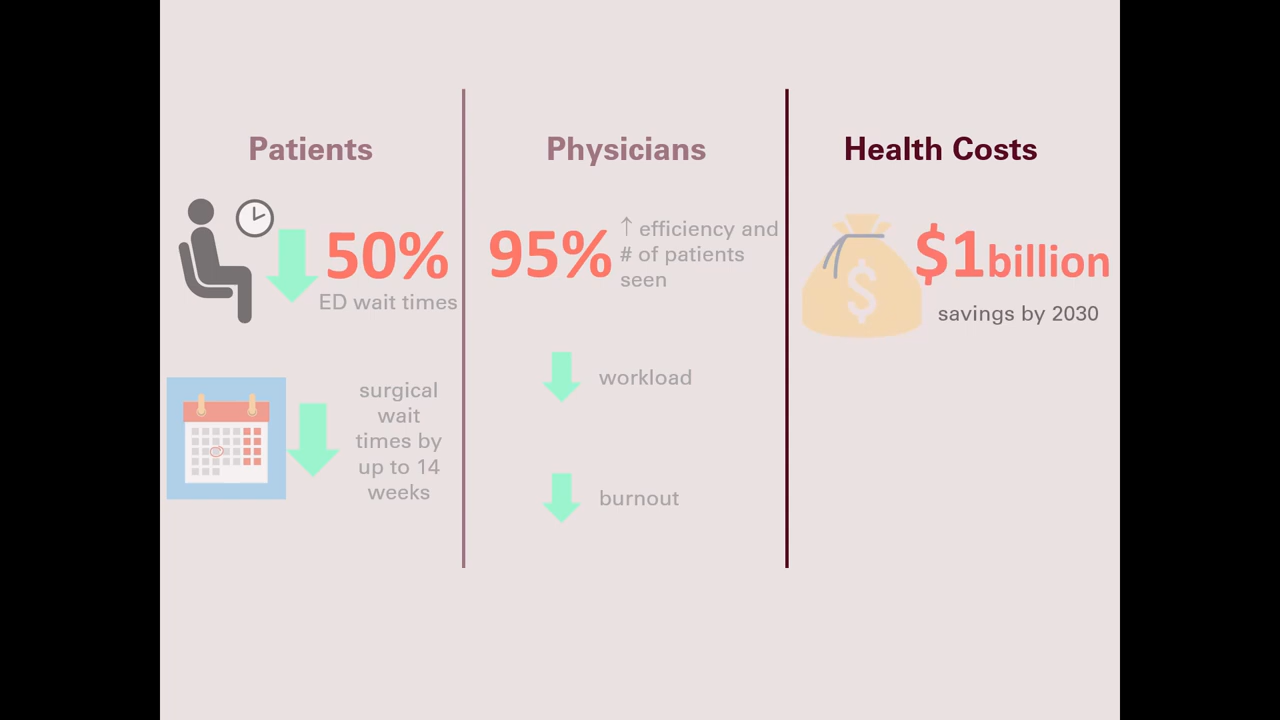 Patients
50%
ED wait times
surgical
wait
times by
up to 14
weeks
Physicians
95%
↑ efficiency and
# of patients
seen
workload
burnout
Health Costs
$
$1billion
savings by 2030